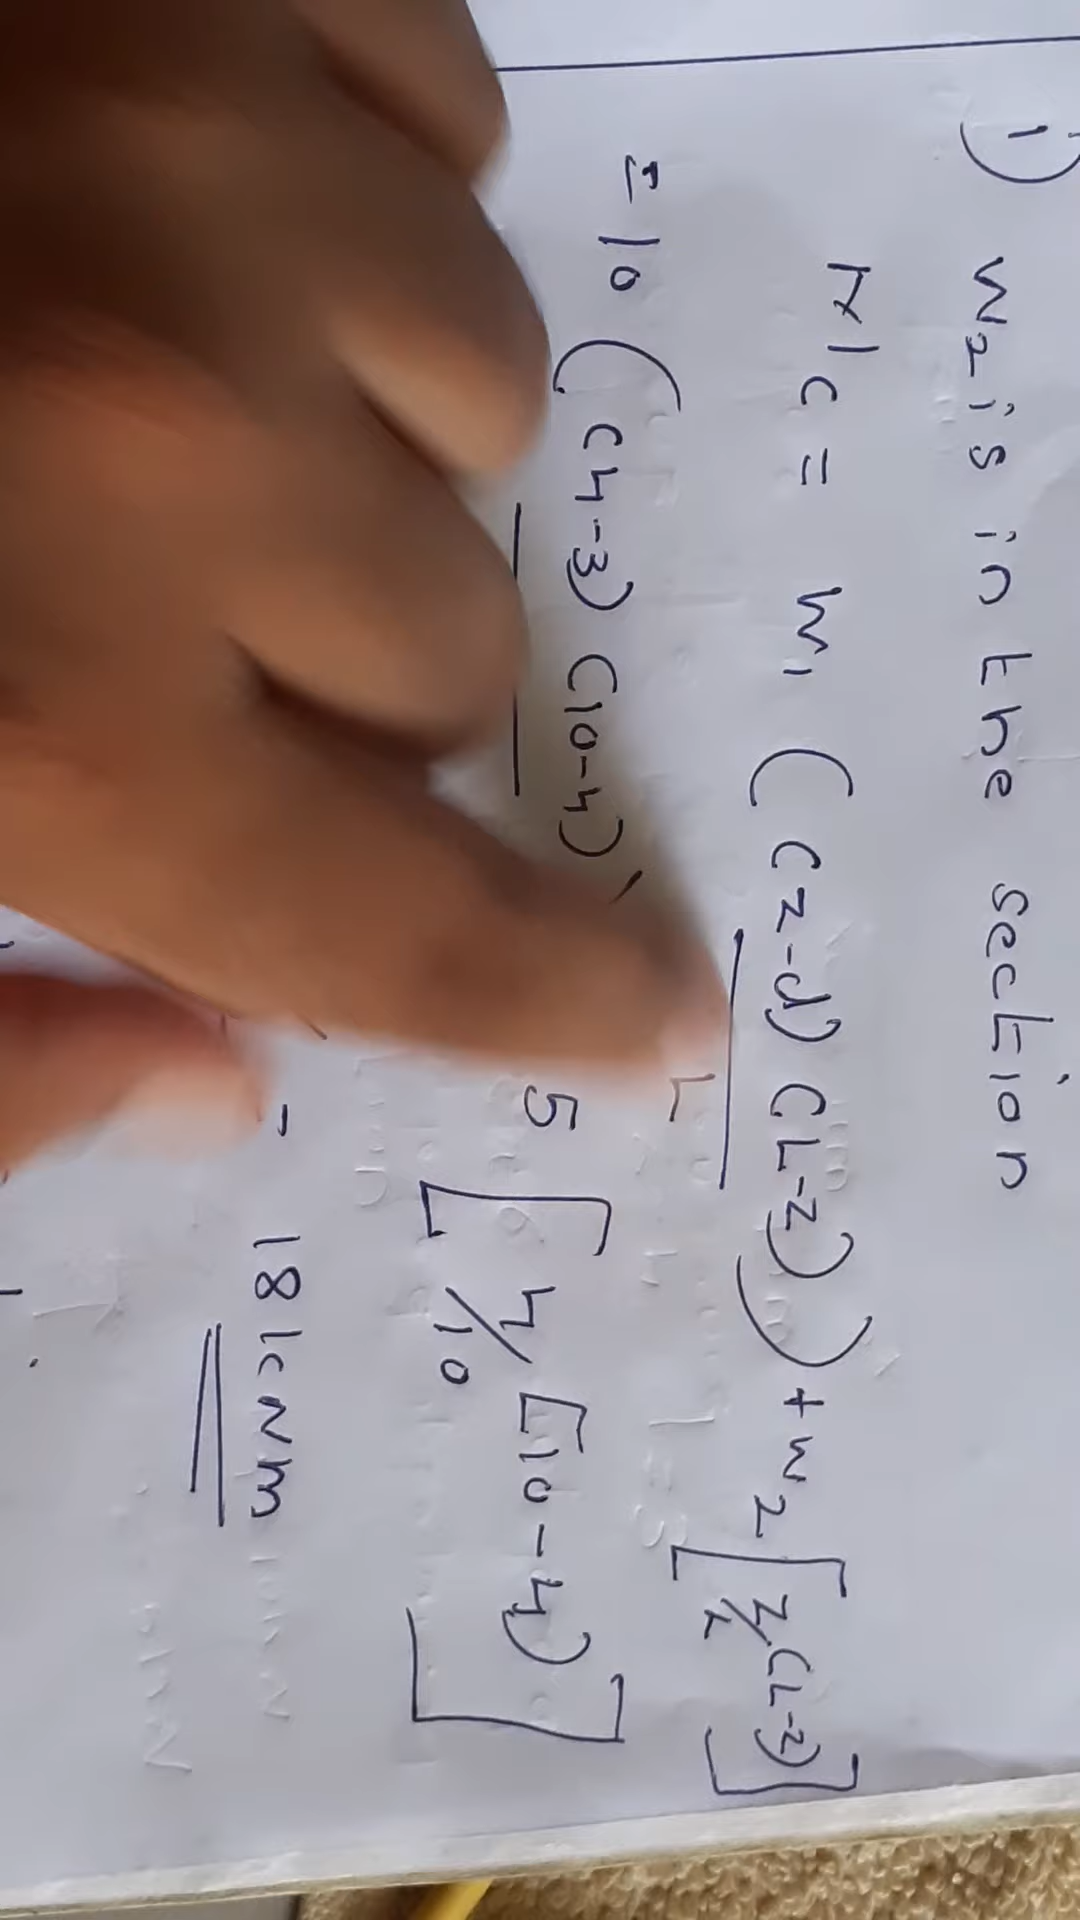 1) W2 is in the section
Mc = W1 ((z-d)(L-z)) + W2 [z/L (L-z)]
L
= 10 ((4-3) (10-4)
5 [4/10 [10-4)]
- 18 kNm